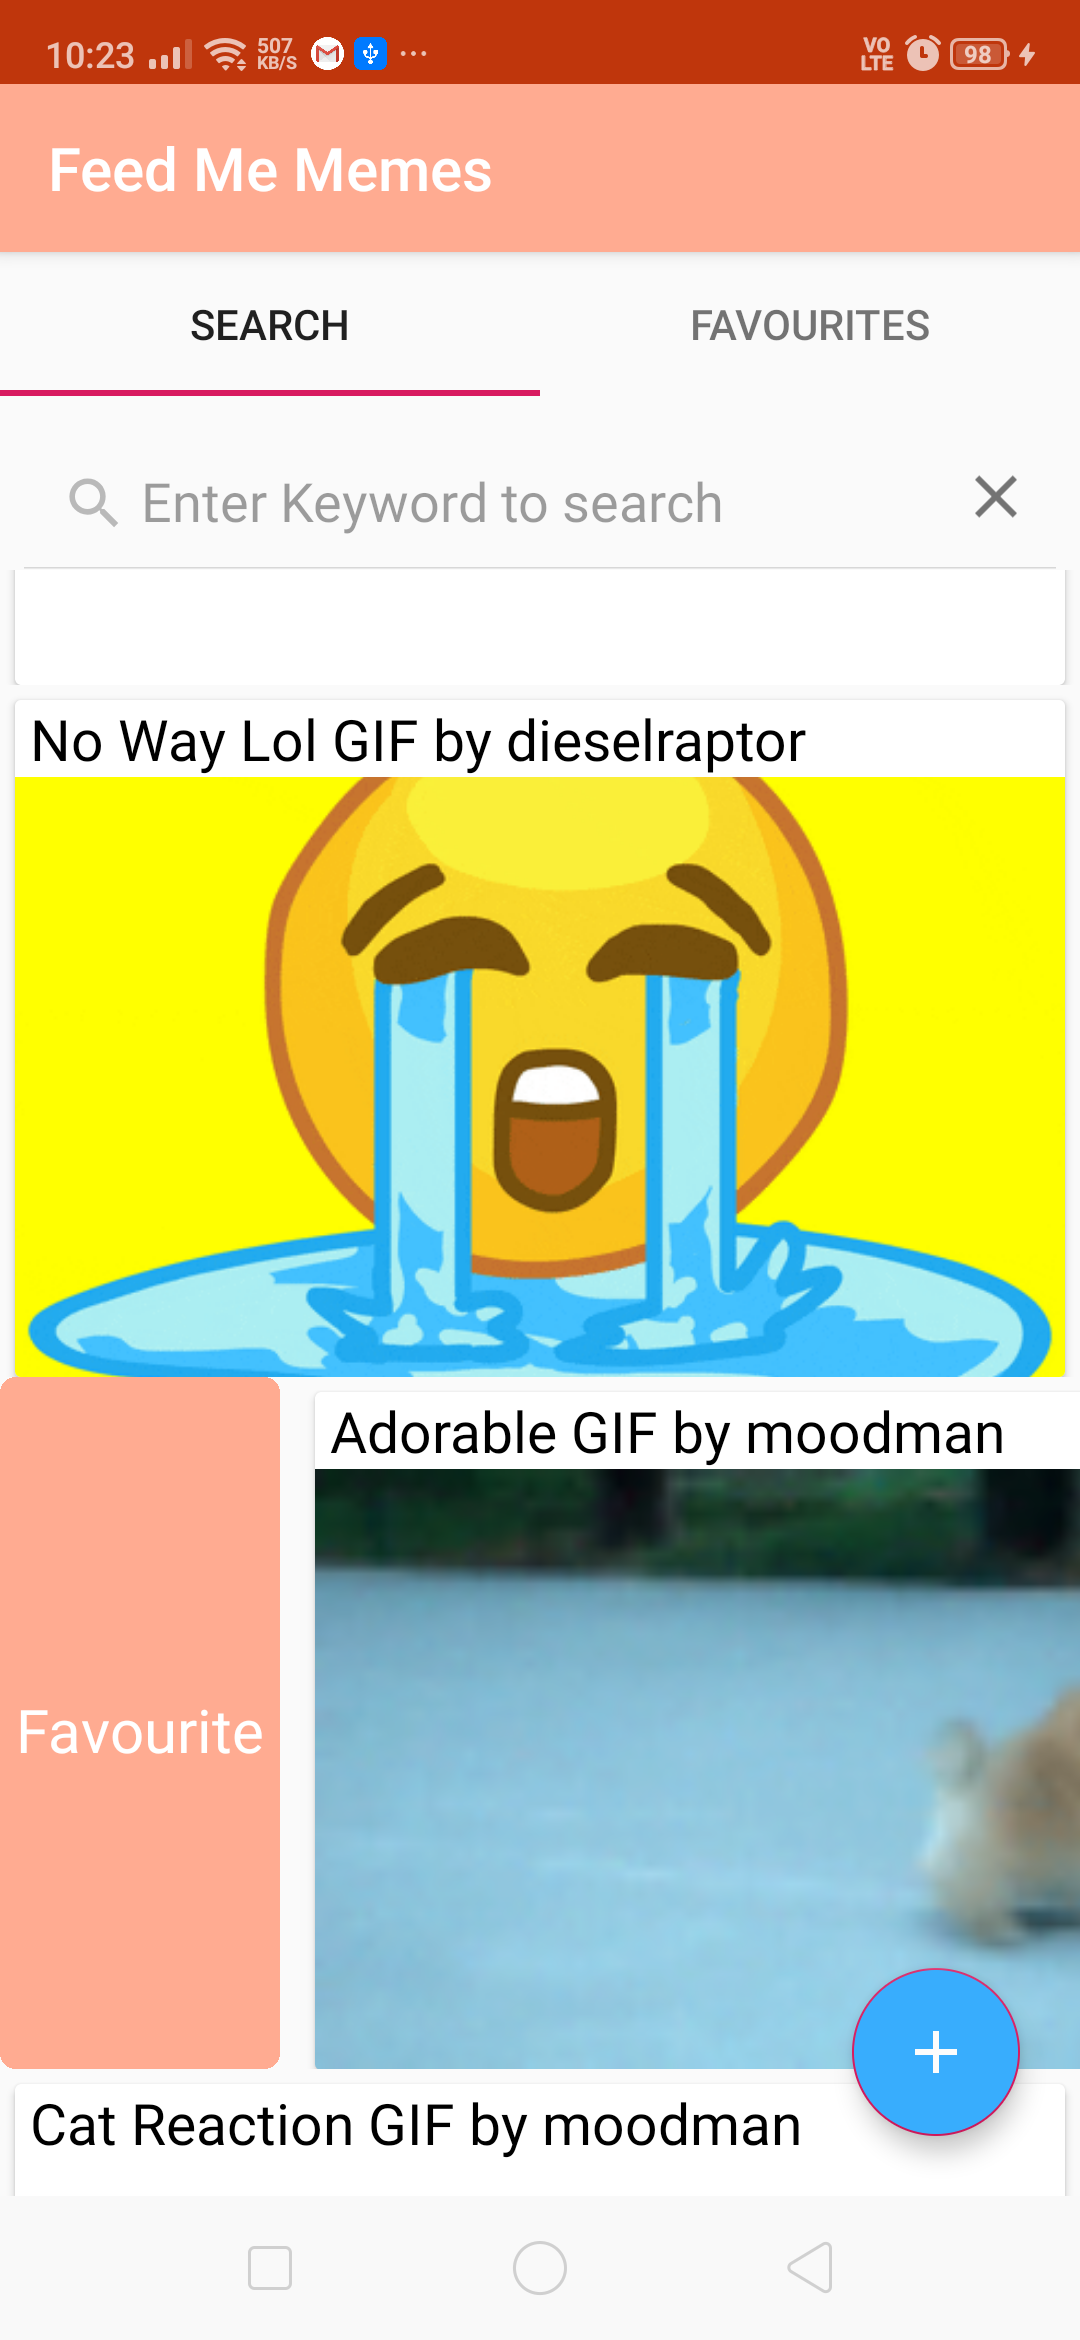 10:23 507 KB/S ... VO LTE 98
Feed Me Memes
SEARCH FAVOURITES
Enter Keyword to search
No Way Lol GIF by dieselraptor
Adorable GIF by moodman
Favourite
Cat Reaction GIF by moodman